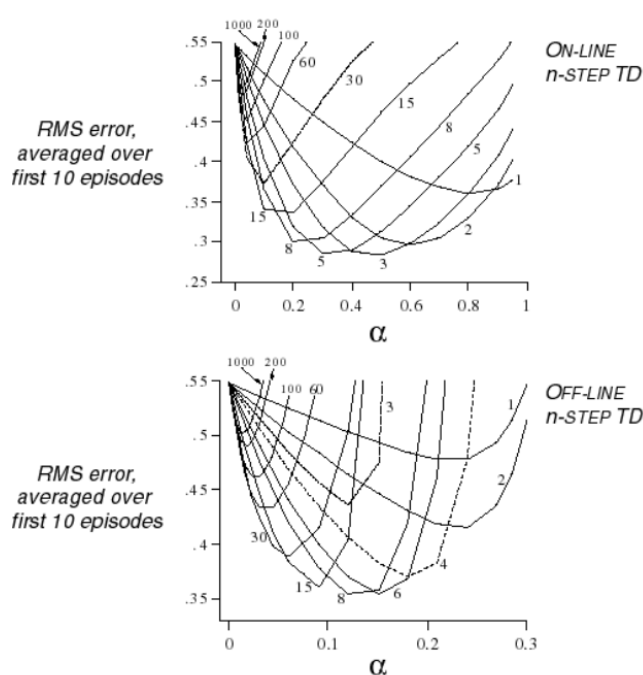 1000 200
.55 100
60
.5
30
.45
15
.4
8
.35
5
1
15
.3
2
8
5
3
.25
0 0.2 0.4 0.6 0.8 1
α
RMS error,
averaged over
first 10 episodes
ON-LINE
n-STEP TD
1000 200
.55
100 60
3
1
.5
2
.45
30
.4
4
15
8
6
.35
0 0.1 0.2 0.3
α
RMS error,
averaged over
first 10 episodes
OFF-LINE
n-STEP TD